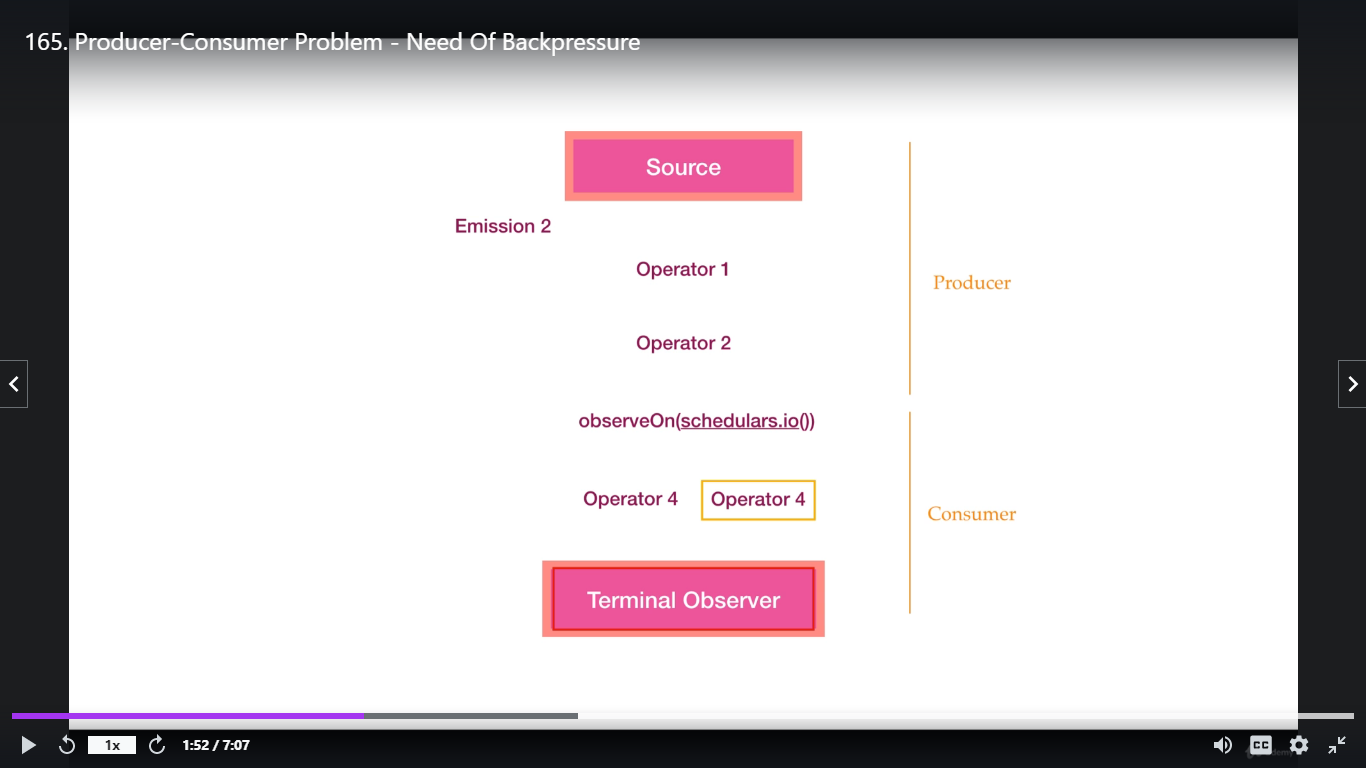 165. Producer-Consumer Problem - Need Of Backpressure
Source
Emission 2
Operator 1
Producer
Operator 2
observeOn(schedulars.io())
Operator 4 Operator 4
Consumer
Terminal Observer
1x 1:52 / 7:07
CC